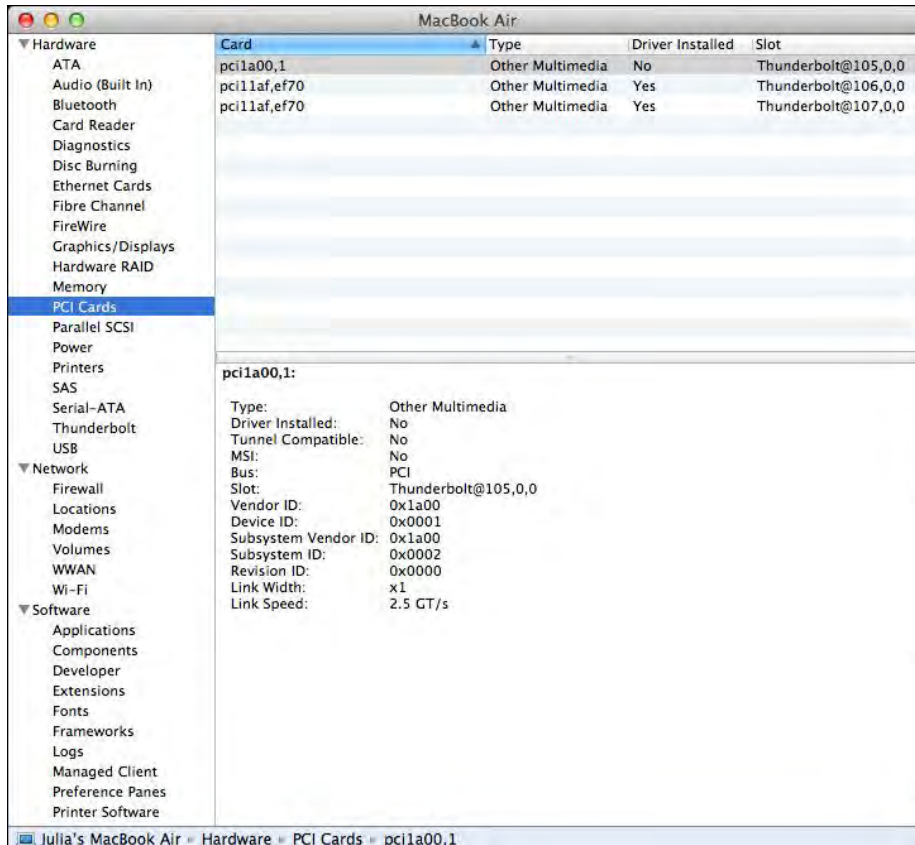 MacBook Air
Hardware
ATA
Audio (Built In)
Bluetooth
Card Reader
Diagnostics
Disc Burning
Ethernet Cards
Fibre Channel
FireWire
Graphics/Displays
Hardware RAID
Memory
PCI Cards
Parallel SCSI
Power
Printers
SAS
Serial-ATA
Thunderbolt
USB
Network
Firewall
Locations
Modems
Volumes
WWAN
Wi-Fi
Software
Applications
Components
Developer
Extensions
Fonts
Frameworks
Logs
Managed Client
Preference Panes
Printer Software
Card Type Driver Installed Slot
pci1a00,1 Other Multimedia No Thunderbolt@105,0,0
pci11af,ef70 Other Multimedia Yes Thunderbolt@106,0,0
pci11af,ef70 Other Multimedia Yes Thunderbolt@107,0,0
pci1a00,1:
Type: Other Multimedia
Driver Installed: No
Tunnel Compatible: No
MSI: No
Bus: PCI
Slot: Thunderbolt@105,0,0
Vendor ID: 0x1a00
Device ID: 0x0001
Subsystem Vendor ID: 0x1a00
Subsystem ID: 0x0002
Revision ID: 0x0000
Link Width: x1
Link Speed: 2.5 GT/s
Julia's MacBook Air Hardware PCI Cards pci1a00,1